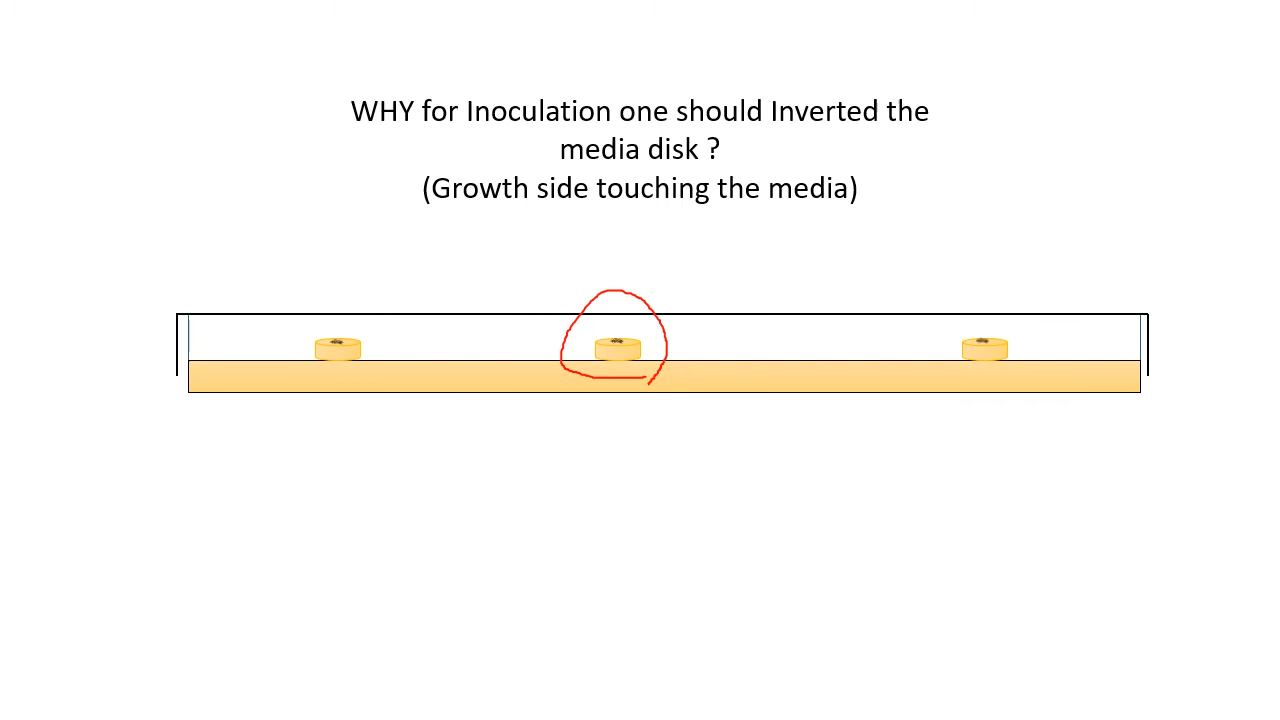 WHY for Inoculation one should Inverted the
media disk ?
(Growth side touching the media)